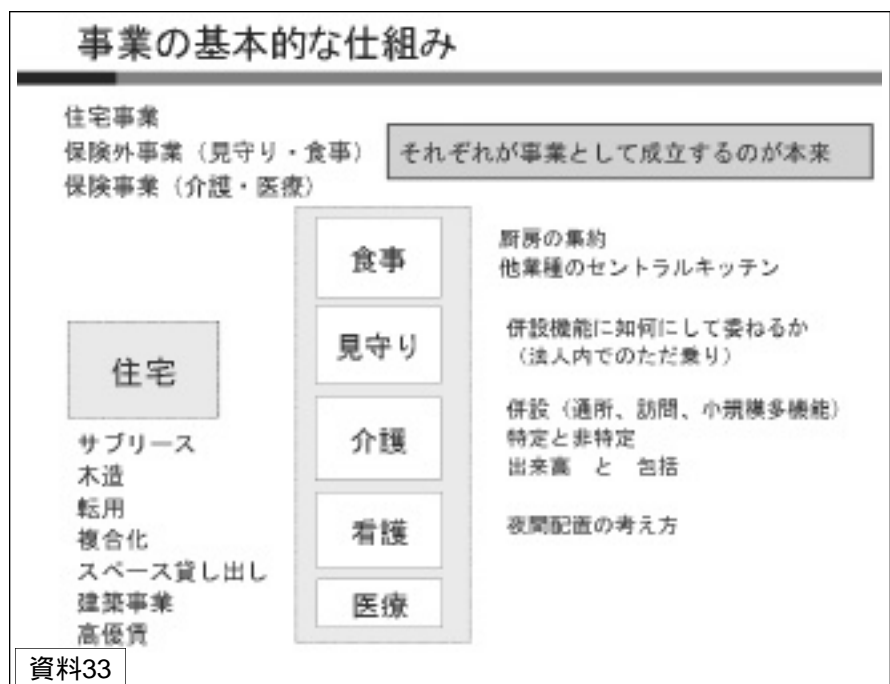 事業の基本的な仕組み
住宅事業
保険外事業（見守り・食事）
保険事業（介護・医療）
それぞれが事業として成立するのが本来
食事
厨房の集約
他業種のセントラルキッチン
見守り
併設機能に如何にして委ねるか
（法人内でのただ乗り）
住宅
介護
併設（通所、訪問、小規模多機能）
特定と非特定
出来高　と　包括
看護
夜間配置の考え方
医療
サブリース
木造
転用
複合化
スペース貸し出し
建築事業
高優賃
資料33